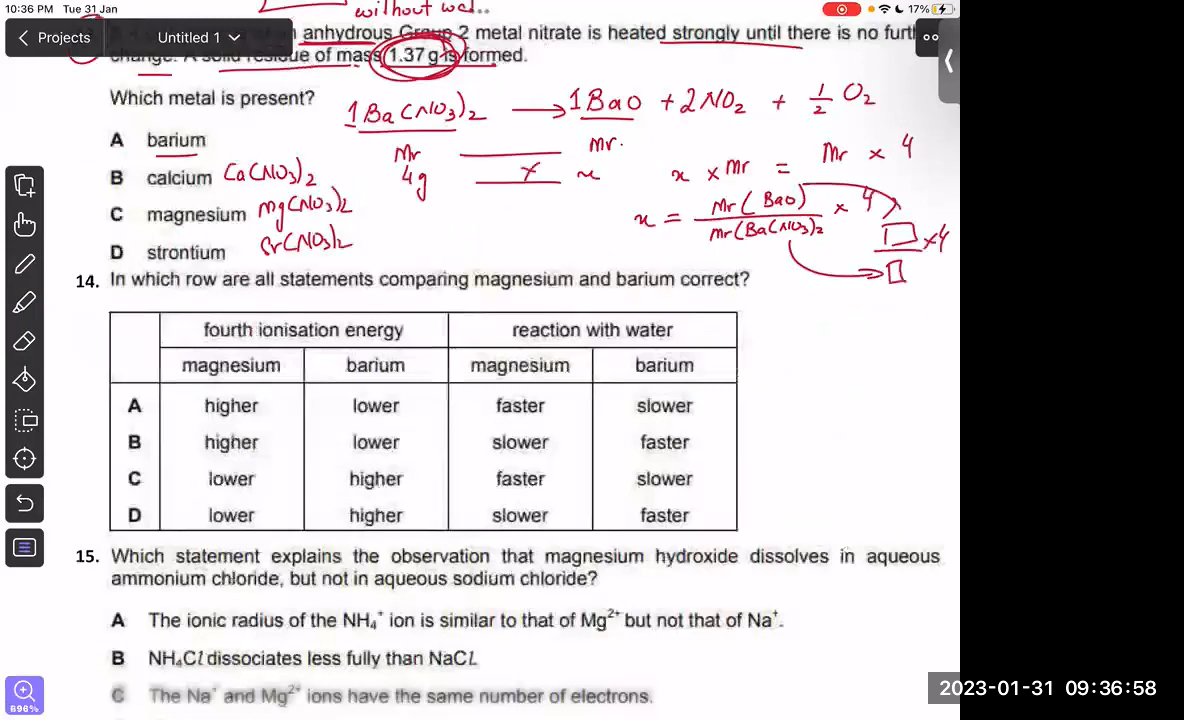 10:36 PM Tue 31 Jan
17%
without
Projects
Untitled 1
anhydrous Group 2 metal nitrate is heated strongly until there is no
change. A solid residue of mass 1.37 g is formed.
Which metal is present?
1Ba(NO3)2 → 1BaO + 2NO2 + 1/2 O2
A barium
Mr
Mr.
x × Mr = Mr × 4
B calcium Ca(NO3)2
4g
x
C magnesium Mg(NO3)2
x = Mr(BaO) / Mr(Ba(NO3)2 × 4
×4
D strontium Sr(NO3)2
14. In which row are all statements comparing magnesium and barium correct?
fourth ionisation energy reaction with water
magnesium barium magnesium barium
A higher lower faster slower
B higher lower slower faster
C lower higher faster slower
D lower higher slower faster
15. Which statement explains the observation that magnesium hydroxide dissolves in aqueous
ammonium chloride, but not in aqueous sodium chloride?
A The ionic radius of the NH4+ ion is similar to that of Mg2+ but not that of Na+.
B NH4Cl dissociates less fully than NaCl.
C The Na+ and Mg2+ ions have the same number of electrons.
896%
2023-01-31 09:36:58